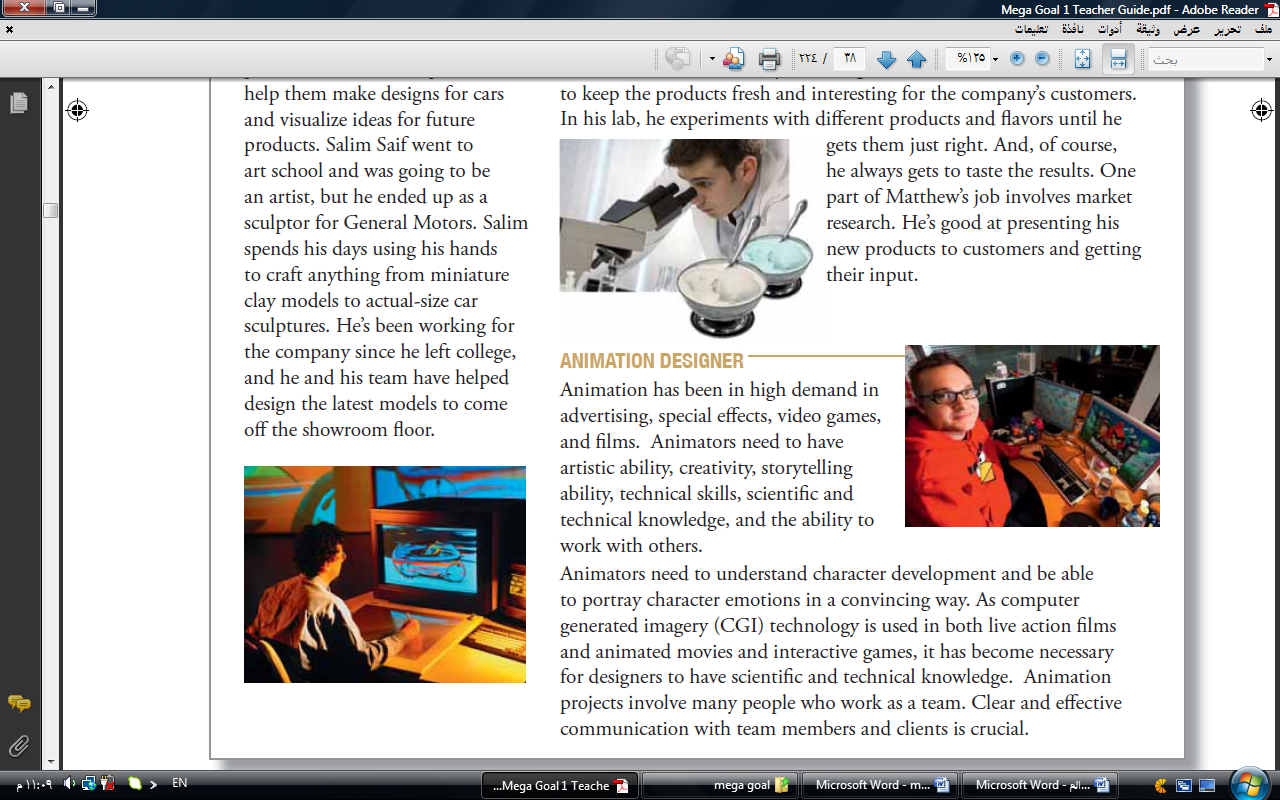 Mega Goal 1 Teacher Guide.pdf - Adobe Reader
ملف تحرير عرض وثيقة أدوات نافذة تعليمات
٢٢٤ / ٣٨ %١٢٥ بحث
help them make designs for cars
and visualize ideas for future
products. Salim Saif went to
art school and was going to be
an artist, but he ended up as a
sculptor for General Motors. Salim
spends his days using his hands
to craft anything from miniature
clay models to actual-size car
sculptures. He's been working for
the company since he left college,
and he and his team have helped
design the latest models to come
off the showroom floor.
to keep the products fresh and interesting for the company's customers.
In his lab, he experiments with different products and flavors until he
gets them just right. And, of course,
he always gets to taste the results. One
part of Matthew's job involves market
research. He's good at presenting his
new products to customers and getting
their input.
ANIMATION DESIGNER
Animation has been in high demand in
advertising, special effects, video games,
and films. Animators need to have
artistic ability, creativity, storytelling
ability, technical skills, scientific and
technical knowledge, and the ability to
work with others.
Animators need to understand character development and be able
to portray character emotions in a convincing way. As computer
generated imagery (CGI) technology is used in both live action films
and animated movies and interactive games, it has become necessary
for designers to have scientific and technical knowledge. Animation
projects involve many people who work as a team. Clear and effective
communication with team members and clients is crucial.
١١:٠٩ م EN ...Mega Goal 1 Teache mega goal Microsoft Word - m... Microsoft Word - الم...